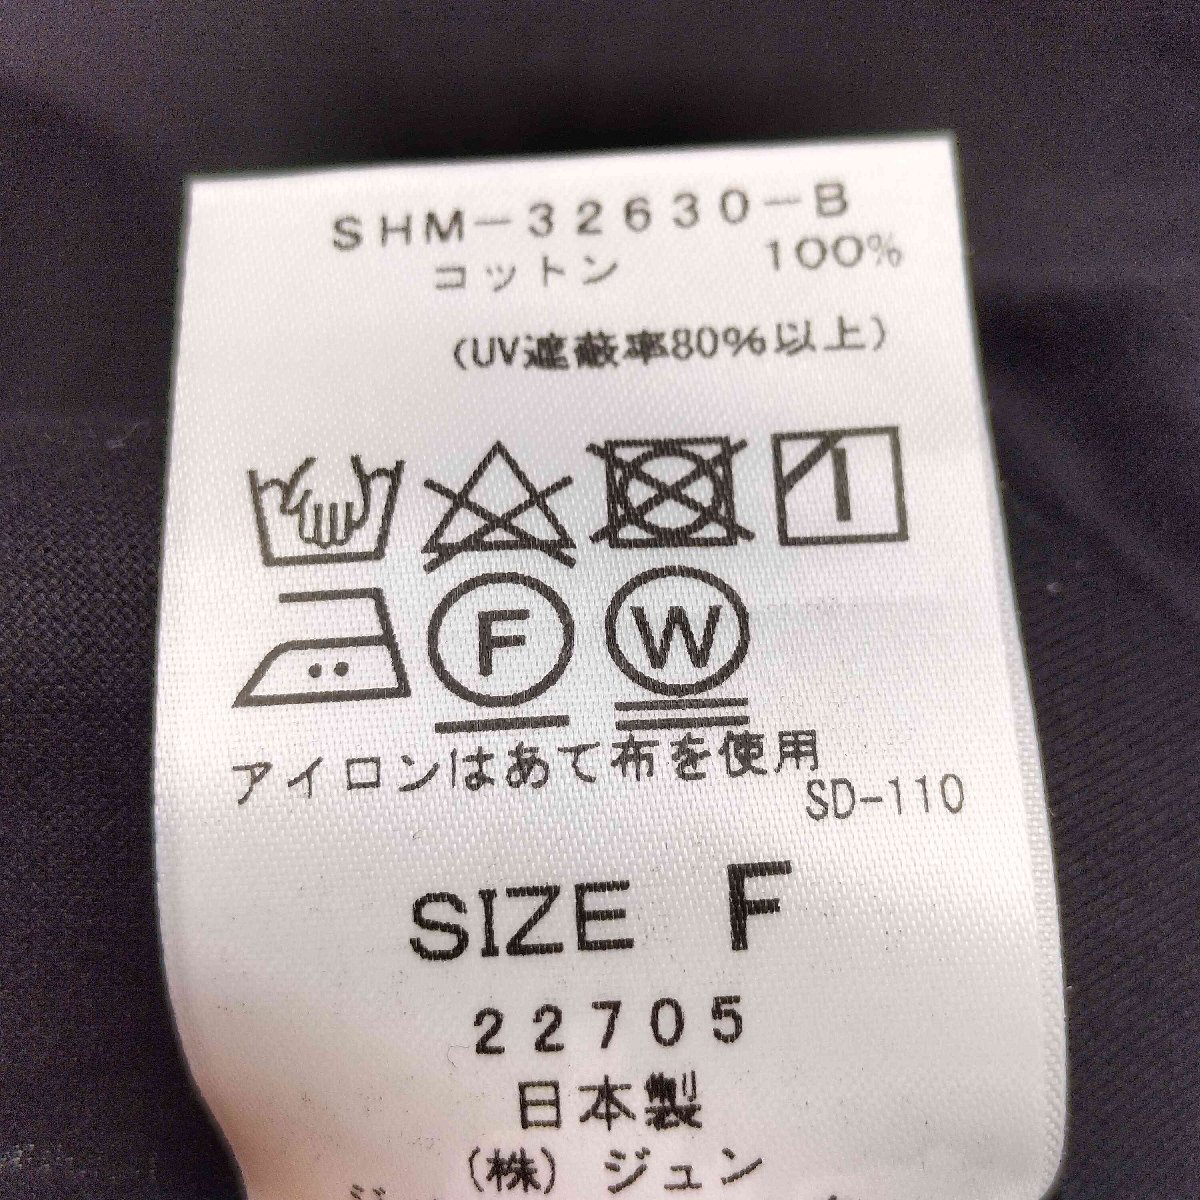 SHM-32630-B
コットン 100%
(UV遮蔽率80%以上)
F W
アイロンはあて布を使用
SD-110
SIZE F
22705
日本製
(株) ジュン